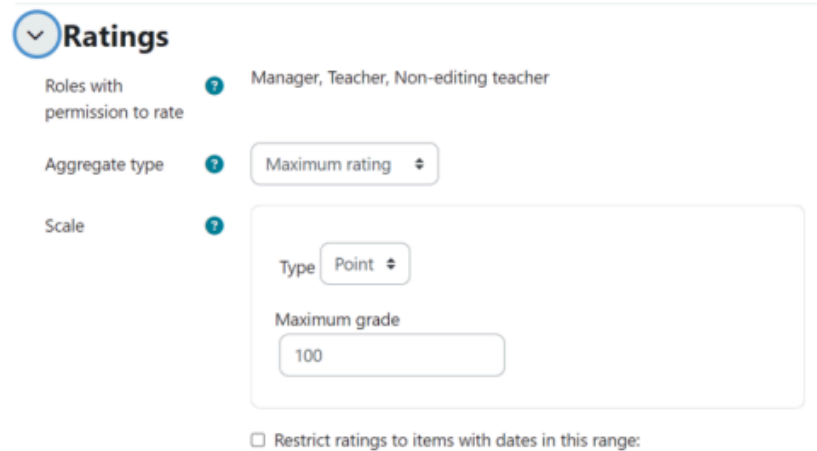 Ratings
Roles with
permission to rate
Manager, Teacher, Non-editing teacher
Aggregate type
Maximum rating
Scale
Type
Point
Maximum grade
100
Restrict ratings to items with dates in this range: